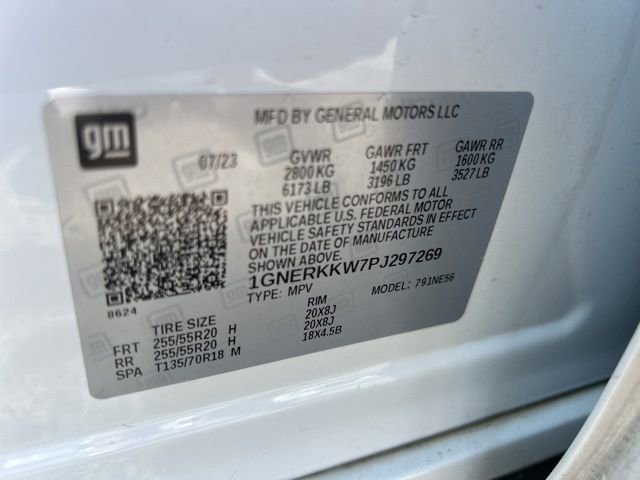 gm
MFD BY GENERAL MOTORS LLC
07/23 GVWR GAWR FRT GAWR RR
2800 KG 1450 KG 1600 KG
6173 LB 3196 LB 3527 LB
THIS VEHICLE CONFORMS TO ALL
APPLICABLE U.S. FEDERAL MOTOR
VEHICLE SAFETY STANDARDS IN EFFECT
ON THE DATE OF MANUFACTURE
1GNERKKW7PJ297269
TYPE: MPV MODEL: 791NE56
8624
TIRE SIZE RIM
FRT 255/55R20 H 20X8J
RR 255/55R20 H 20X8J
SPA T135/70R18 M 18X4.5B